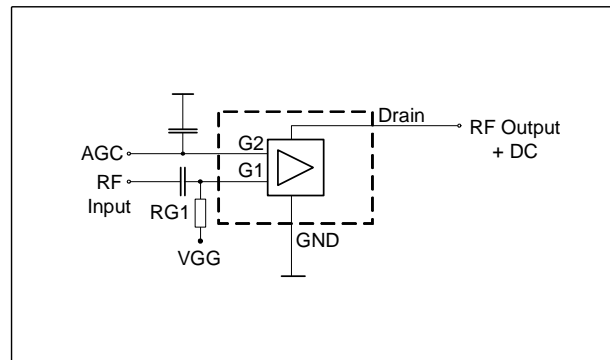 Drain
RF Output
+ DC
AGC
G2
RF
Input
G1
RG1
VGG
GND